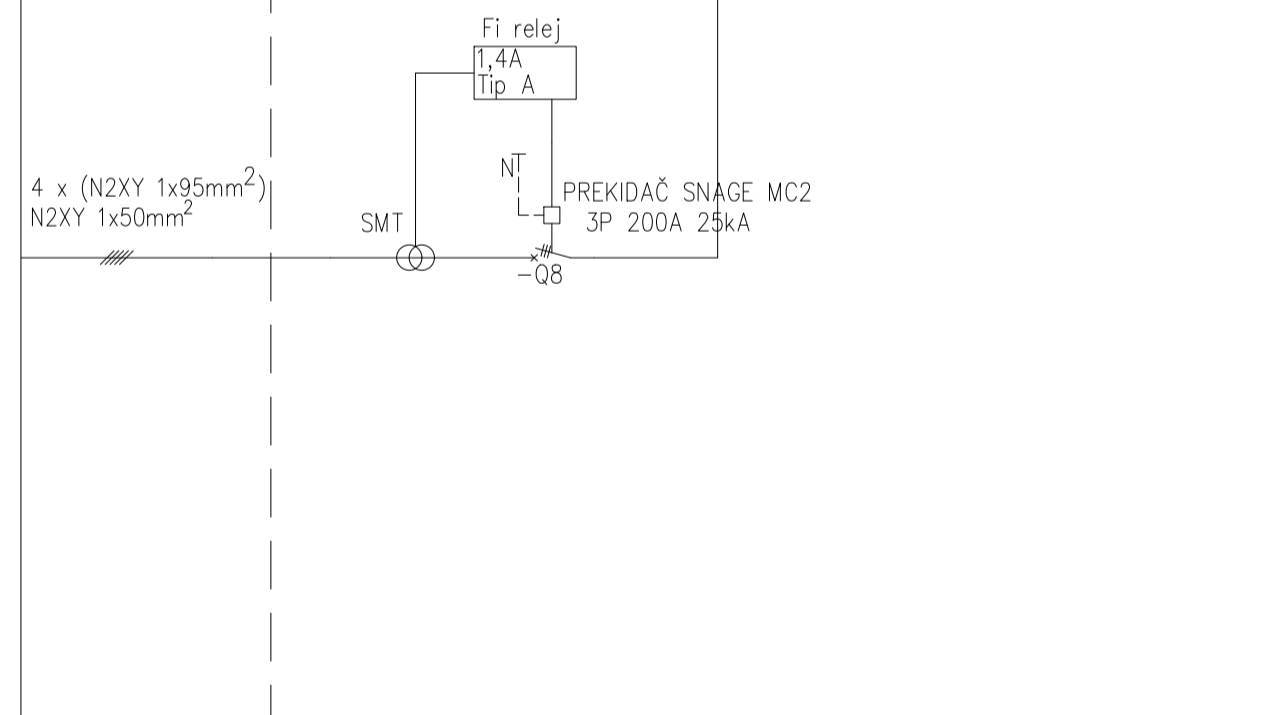 Fi relej
1,4A
Tip A
NT
4 x (N2XY 1x95mm²)
N2XY 1x50mm²
PREKIDAČ SNAGE MC2
3P 200A 25kA
SMT
-Q8